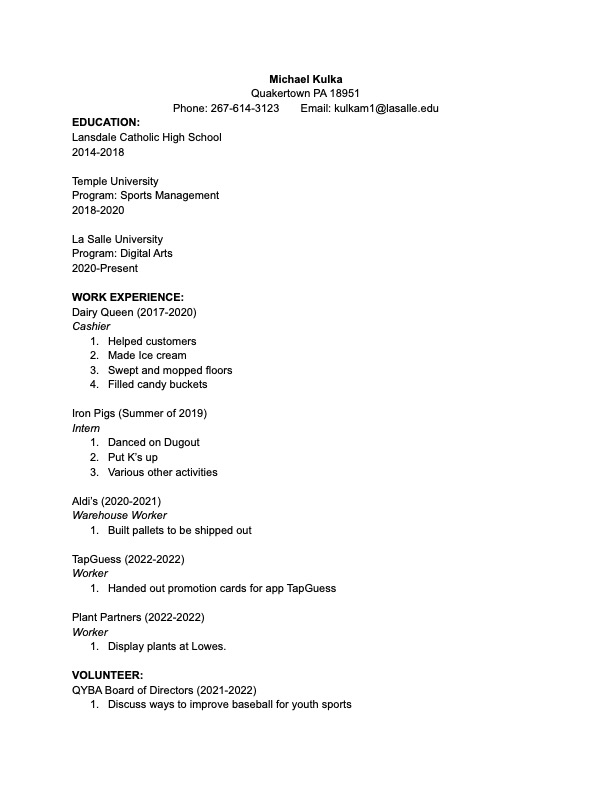 Michael Kulka
Quakertown PA 18951
Phone: 267-614-3123 Email: kulkam1@lasalle.edu
EDUCATION:
Lansdale Catholic High School
2014-2018
Temple University
Program: Sports Management
2018-2020
La Salle University
Program: Digital Arts
2020-Present
WORK EXPERIENCE:
Dairy Queen (2017-2020)
Cashier
1. Helped customers
2. Made Ice cream
3. Swept and mopped floors
4. Filled candy buckets
Iron Pigs (Summer of 2019)
Intern
1. Danced on Dugout
2. Put K's up
3. Various other activities
Aldi's (2020-2021)
Warehouse Worker
1. Built pallets to be shipped out
TapGuess (2022-2022)
Worker
1. Handed out promotion cards for app TapGuess
Plant Partners (2022-2022)
Worker
1. Display plants at Lowes.
VOLUNTEER:
QYBA Board of Directors (2021-2022)
1. Discuss ways to improve baseball for youth sports